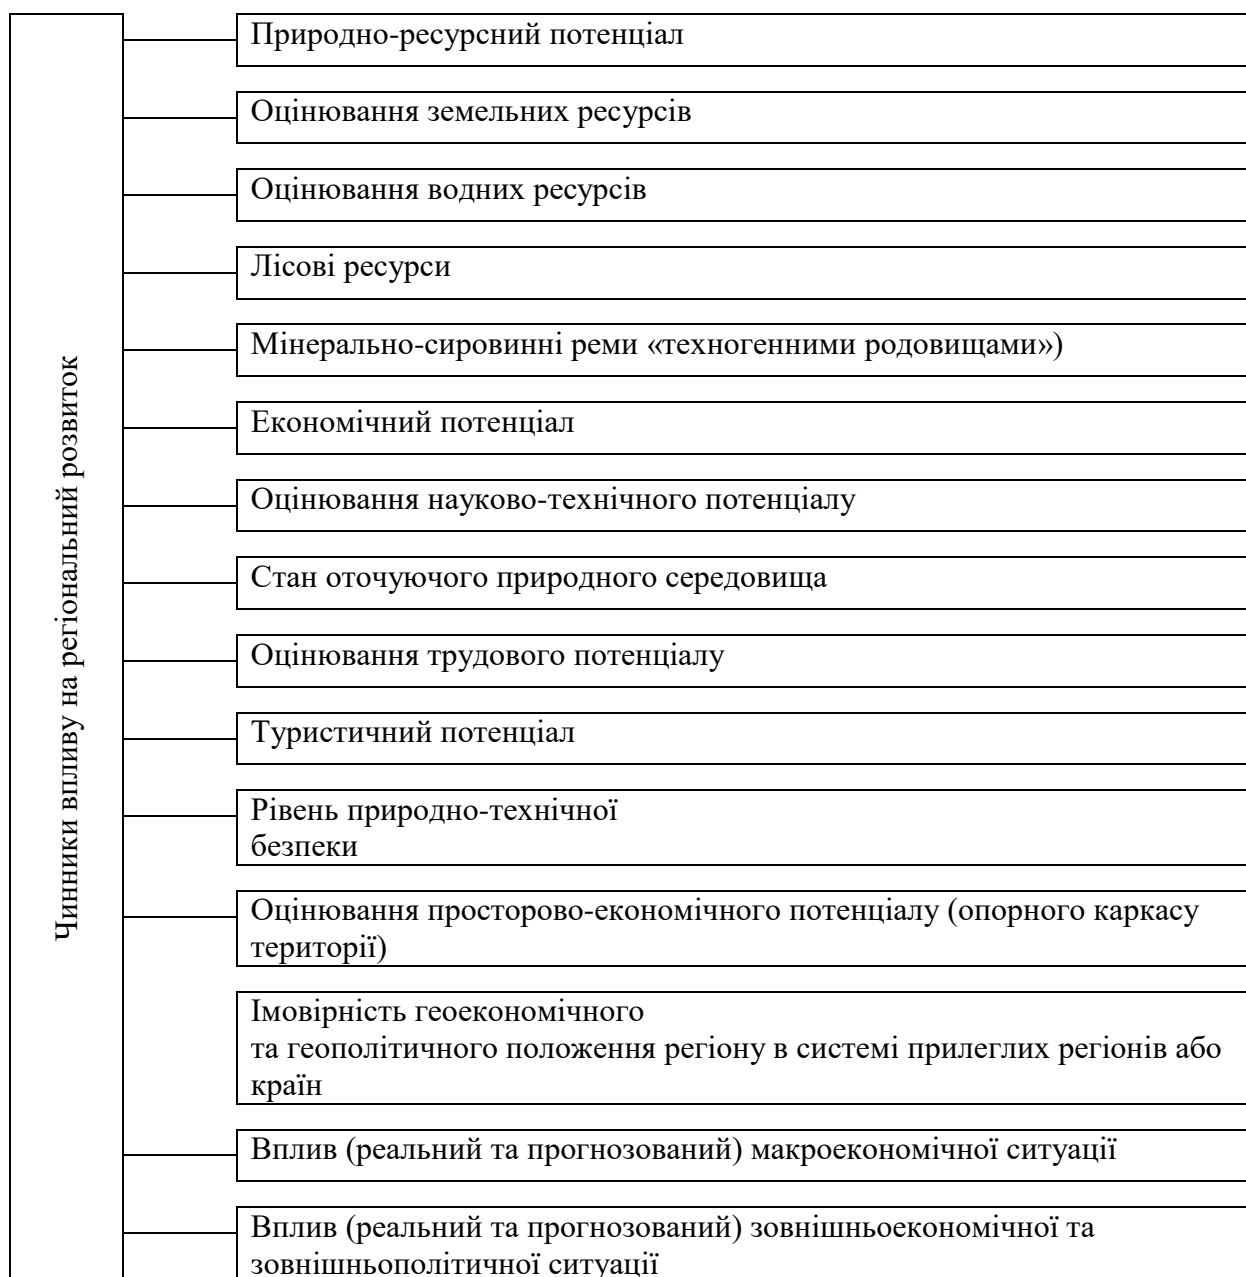 Чинники впливу на регіональний розвиток
Природно-ресурсний потенціал
Оцінювання земельних ресурсів
Оцінювання водних ресурсів
Лісові ресурси
Мінерально-сировинні реми «техногенними родовищами»)
Економічний потенціал
Оцінювання науково-технічного потенціалу
Стан оточуючого природного середовища
Оцінювання трудового потенціалу
Туристичний потенціал
Рівень природно-технічної
безпеки
Оцінювання просторово-економічного потенціалу (опорного каркасу
території)
Імовірність геоекономічного
та геополітичного положення регіону в системі прилеглих регіонів або
країн
Вплив (реальний та прогнозований) макроекономічної ситуації
Вплив (реальний та прогнозований) зовнішньоекономічної та
зовнішньополітичної ситуації